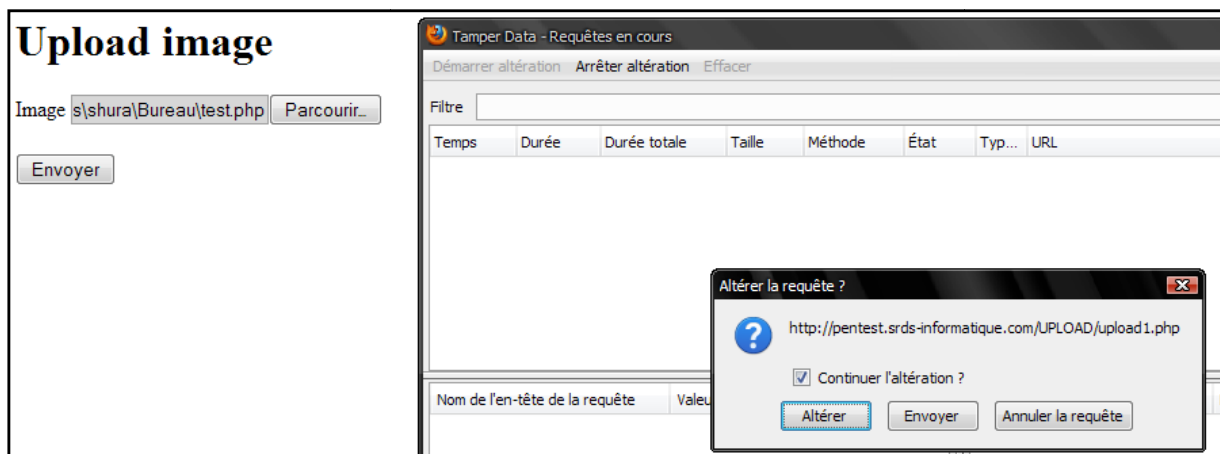 Upload image
Image s\shura\Bureau\test.php Parcourir...
Envoyer
Tamper Data - Requêtes en cours
Démarrer altération Arrêter altération Effacer
Filtre
Temps Durée Durée totale Taille Méthode État Typ... URL
Altérer la requête ?
http://pentest.srds-informatique.com/UPLOAD/upload1.php
Continuer l'altération ?
Altérer Envoyer Annuler la requête
Nom de l'en-tête de la requête